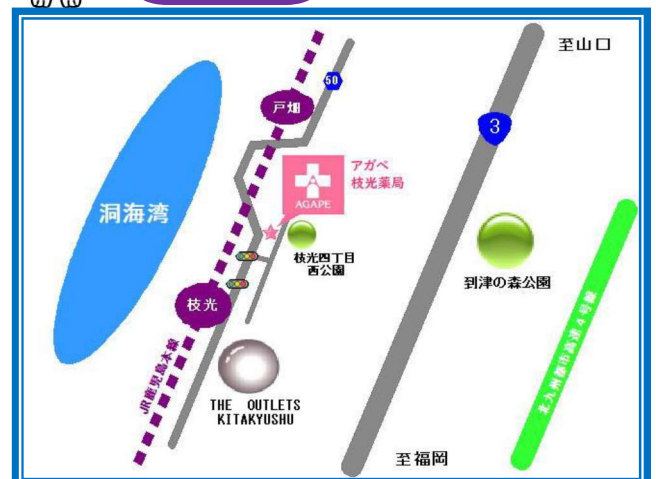 至山口
50
戸畑
3
アガペ
枝光薬局
A
AGAPE
洞海湾
枝光四丁目
西公園
到津の森公園
枝光
北九州都市高速4号線
JR鹿児島本線
THE OUTLETS
KITAKYUSHU
至福岡